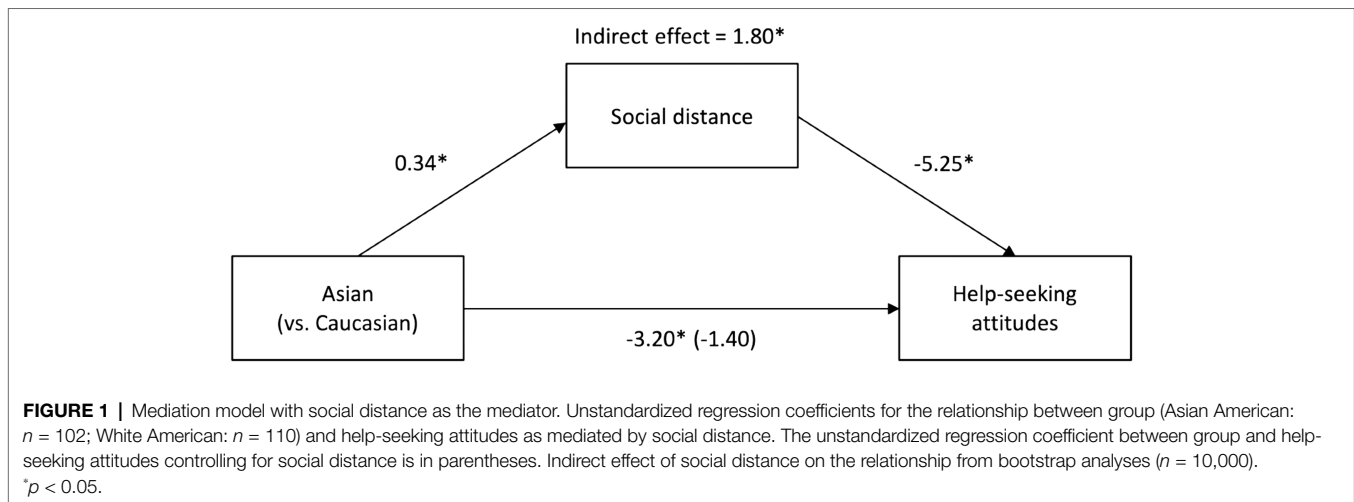 Indirect effect = 1.80*
Social distance
0.34*
-5.25*
Asian
(vs. Caucasian)
Help-seeking
attitudes
-3.20* (-1.40)
FIGURE 1 | Mediation model with social distance as the mediator. Unstandardized regression coefficients for the relationship between group (Asian American:
n = 102; White American: n = 110) and help-seeking attitudes as mediated by social distance. The unstandardized regression coefficient between group and help-
seeking attitudes controlling for social distance is in parentheses. Indirect effect of social distance on the relationship from bootstrap analyses (n = 10,000).
*p < 0.05.